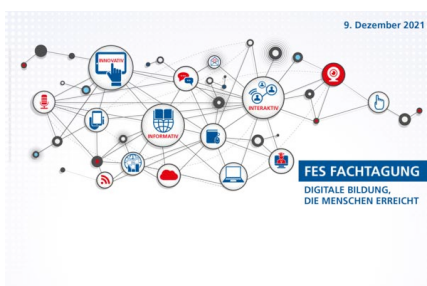 9. Dezember 2021
INNOVATIV
INTERAKTIV
INFORMATIV
FES FACHTAGUNG
DIGITALE BILDUNG,
DIE MENSCHEN ERREICHT